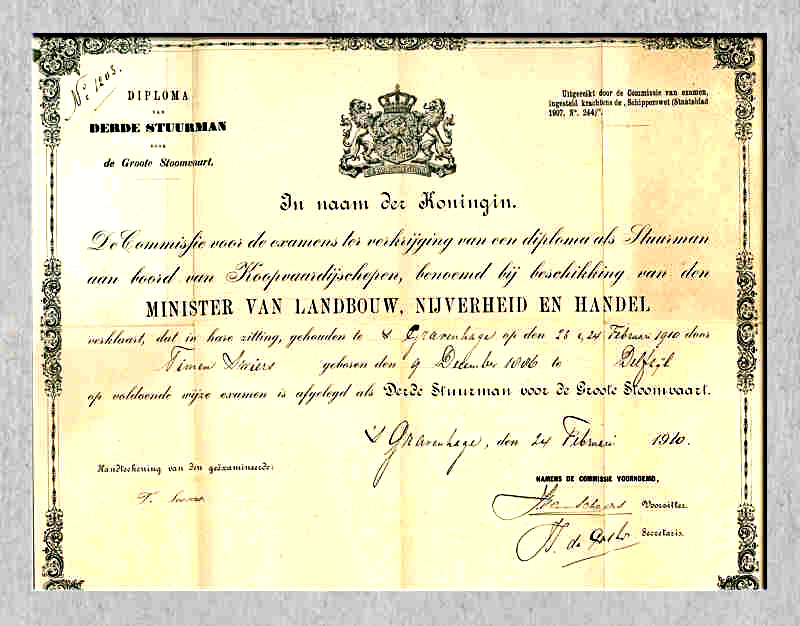 No 1203.
DIPLOMA
VAN
DERDE STUURMAN
VOOR
de Groote Stoomvaart.
Uitgereikt door de Commissie van examen,
ingesteld krachtens de „Schipperswet (Staatsblad
1907, No. 244)".
In naam der Koningin.
De Commissie voor de examens ter verkrijging van een diploma als Stuurman
aan boord van Koopvaardijschepen, benoemd bij beschikking van den
MINISTER VAN LANDBOUW, NIJVERHEID EN HANDEL
verklaart, dat in hare zitting, gehouden te 's Gravenhage op den 23 & 24 Februari 1910 door
Timen Swiers geboren den 9 December 1886 te Delfzijl
op voldoende wijze examen is afgelegd als Derde Stuurman voor de Groote Stoomvaart.
's Gravenhage, den 24 Februari 1910.
Handteekening van den geëxamineerde:
T. Swiers
NAMENS DE COMMISSIE VOORNOEMD,
Voorzitter.
Secretaris.